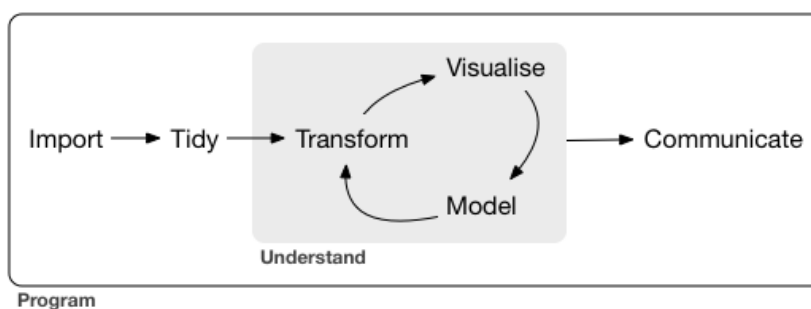 Visualise
Import
Tidy
Transform
Communicate
Model
Understand
Program